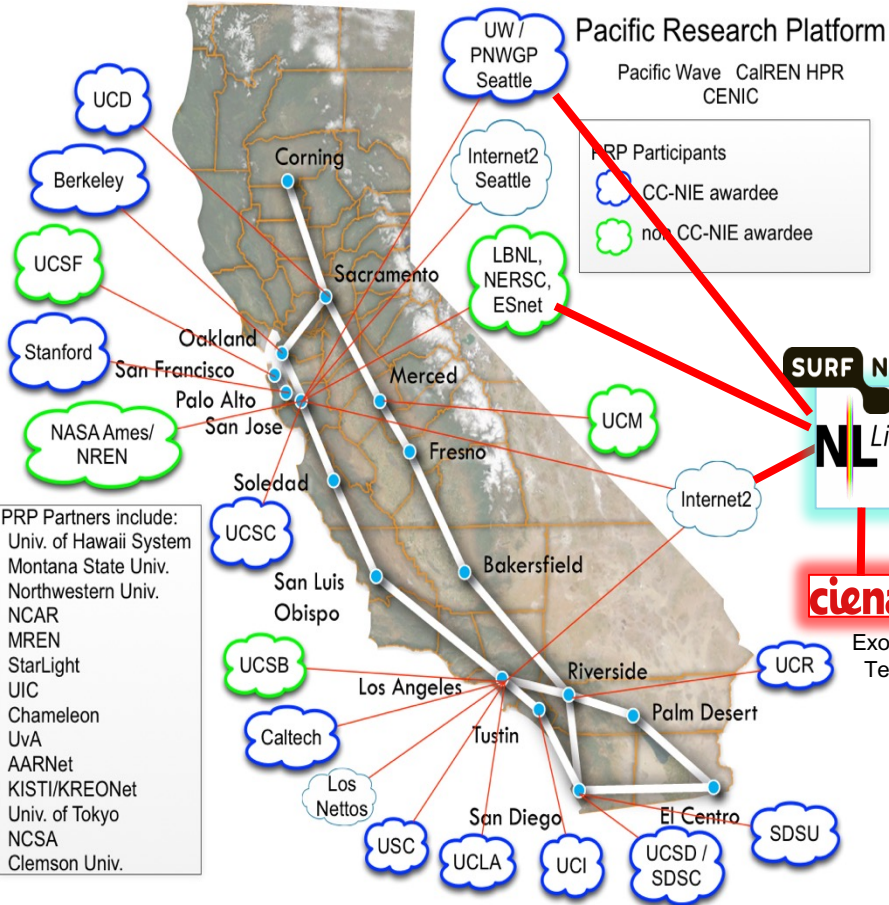 Pacific Research Platform
Pacific Wave CalREN HPR
CENIC
PRP Participants
CC-NIE awardee
non CC-NIE awardee
UW /
PNWGP
Seattle
UCD
Internet2
Seattle
Corning
Berkeley
LBNL,
NERSC,
ESnet
UCSF
Sacramento
Oakland
Stanford
San Francisco
Merced
SURF N
Palo Alto
NASA Ames/
NREN
San Jose
UCM
NL Li
Fresno
Soledad
Internet2
PRP Partners include:
Univ. of Hawaii System
Montana State Univ.
Northwestern Univ.
NCAR
MREN
StarLight
UIC
Chameleon
UvA
AARNet
KISTI/KREONet
Univ. of Tokyo
NCSA
Clemson Univ.
UCSC
San Luis
Obispo
Bakersfield
ciena
Exo
Te
UCSB
Los Angeles
Riverside
UCR
Caltech
Tustin
Palm Desert
Los
Nettos
San Diego
El Centro
USC
UCLA
UCI
UCSD /
SDSC
SDSU